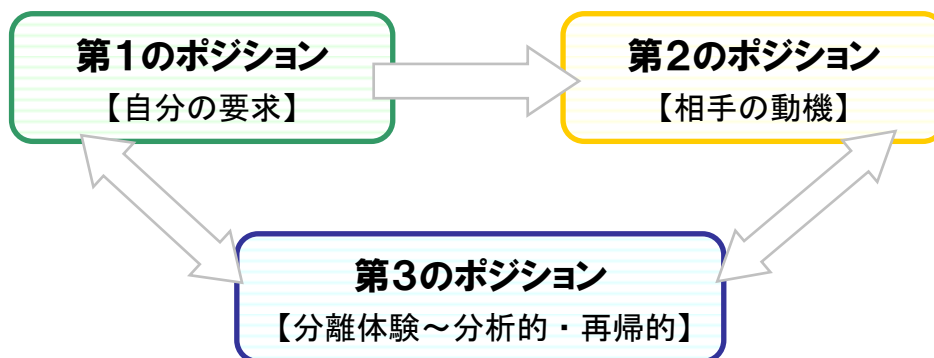 第１のポジション
【自分の要求】
第２のポジション
【相手の動機】
第３のポジション
【分離体験～分析的・再帰的】